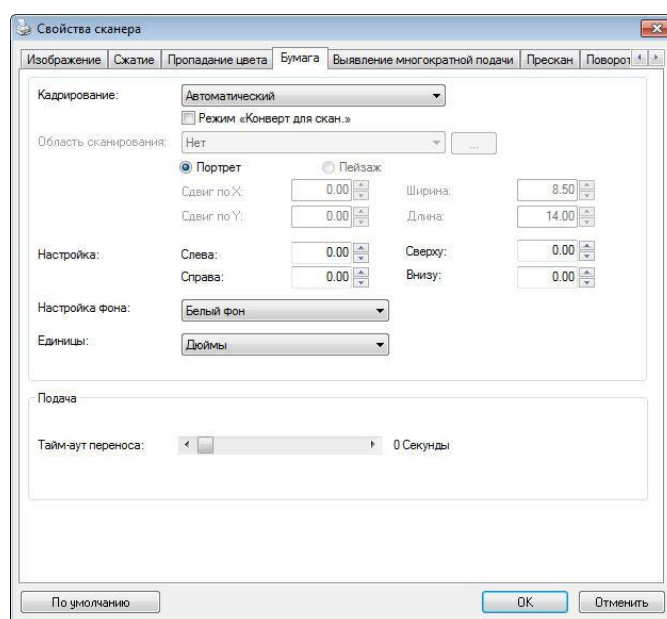 Свойства сканера
Изображение Сжатие Пропадание цвета Бумага Выявление многократной подачи Прескан Поворот
Кадрирование: Автоматический
Режим «Конверт для скан.»
Область сканирования: Нет ...
Портрет Пейзаж
Сдвиг по X: 0.00 Ширина: 8.50
Сдвиг по Y: 0.00 Длина: 14.00
Настройка: Слева: 0.00 Сверху: 0.00
Справа: 0.00 Внизу: 0.00
Настройка фона: Белый фон
Единицы: Дюймы
Подача
Тайм-аут переноса: 0 Секунды
По умолчанию OK Отменить